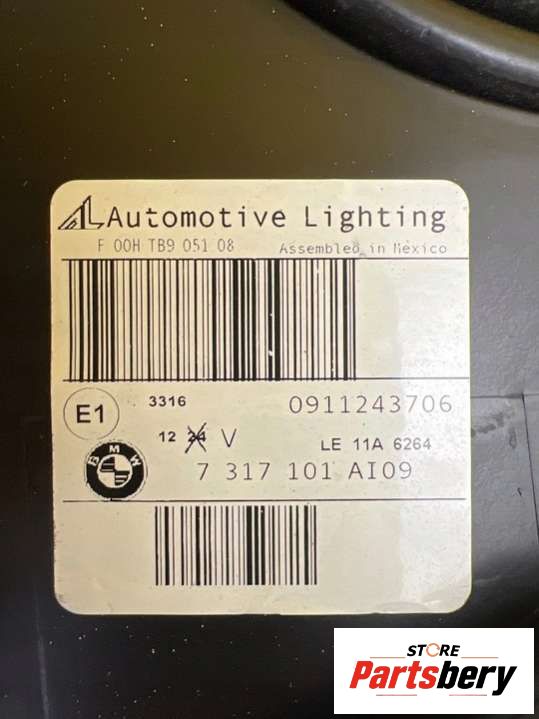 AL Automotive Lighting
F 00H TB9 051 08 Assembled in Mexico
E1 3316 0911243706
12 24 V LE 11A 6264
BMW 7 317 101 AI09
STORE
Partsbery